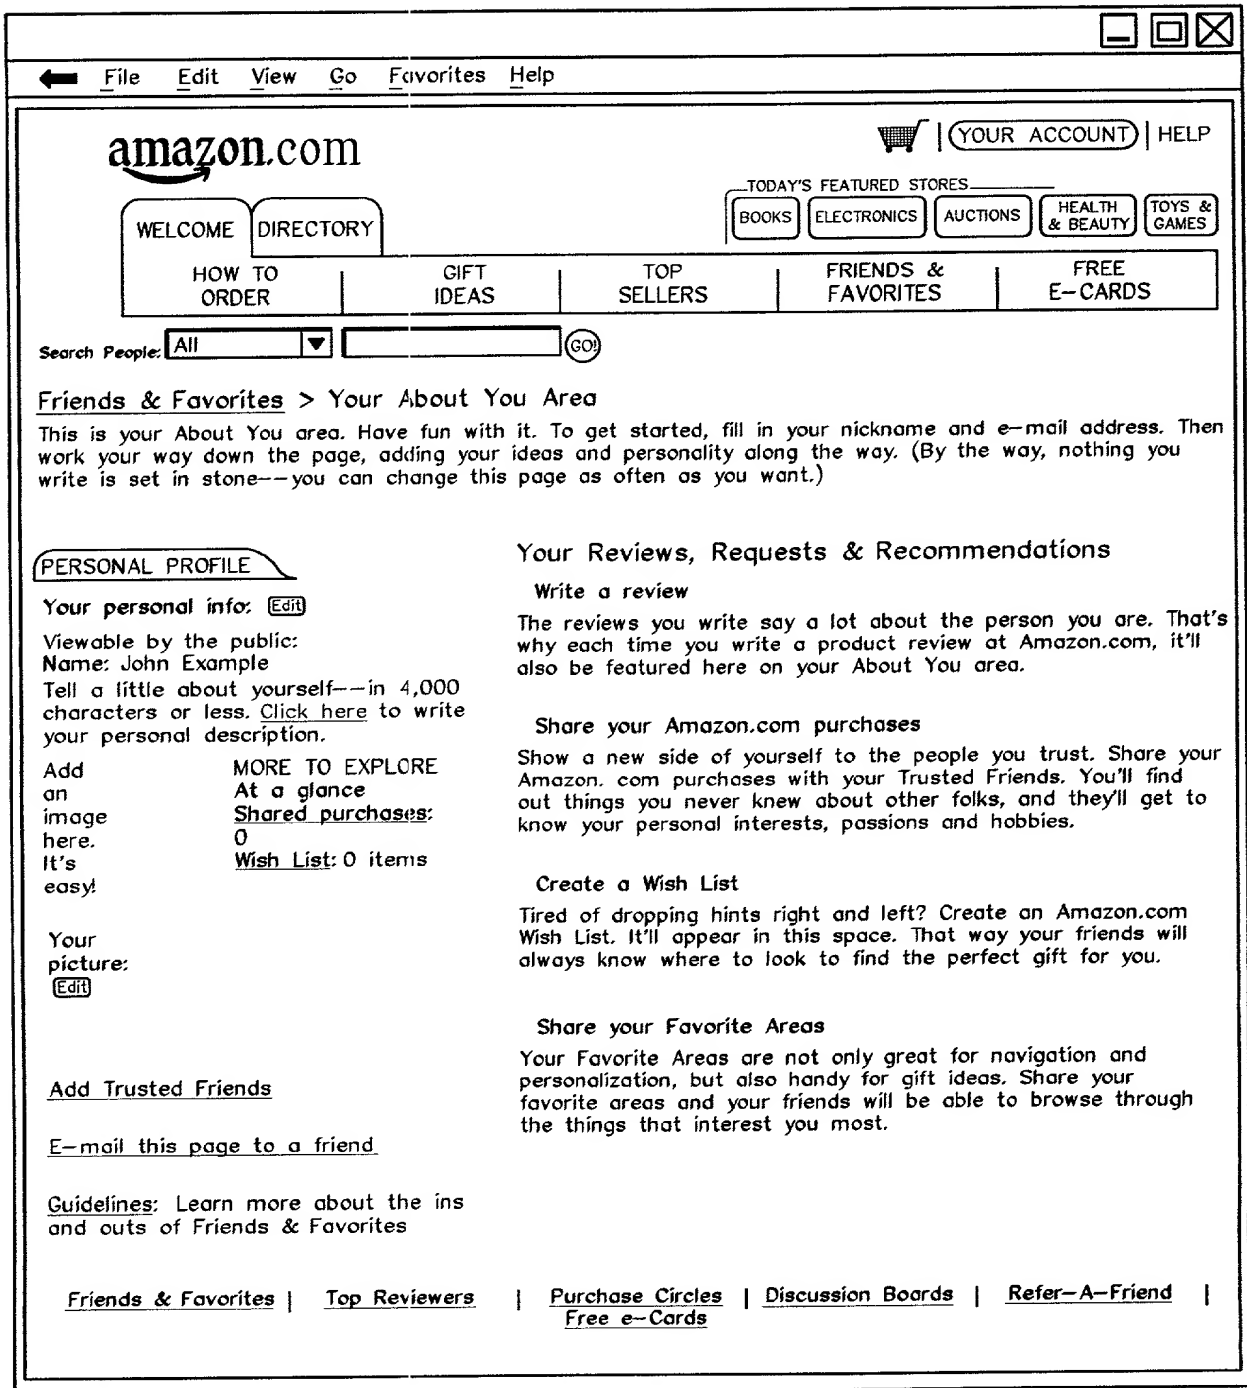 File Edit View Go Favorites Help
amazon.com
YOUR ACCOUNT | HELP
TODAY'S FEATURED STORES
BOOKS ELECTRONICS AUCTIONS HEALTH & BEAUTY TOYS & GAMES
WELCOME DIRECTORY
HOW TO ORDER | GIFT IDEAS | TOP SELLERS | FRIENDS & FAVORITES | FREE E-CARDS
Search People: All GO!
Friends & Favorites > Your About You Area
This is your About You area. Have fun with it. To get started, fill in your nickname and e-mail address. Then
work your way down the page, adding your ideas and personality along the way. (By the way, nothing you
write is set in stone--you can change this page as often as you want.)
PERSONAL PROFILE
Your personal info: Edit
Viewable by the public:
Name: John Example
Tell a little about yourself--in 4,000
characters or less. Click here to write
your personal description.
Add
an
image
here.
It's
easy!
MORE TO EXPLORE
At a glance
Shared purchases:
0
Wish List: 0 items
Your
picture:
Edit
Add Trusted Friends
E-mail this page to a friend
Guidelines: Learn more about the ins
and outs of Friends & Favorites
Your Reviews, Requests & Recommendations
Write a review
The reviews you write say a lot about the person you are. That's
why each time you write a product review at Amazon.com, it'll
also be featured here on your About You area.
Share your Amazon.com purchases
Show a new side of yourself to the people you trust. Share your
Amazon. com purchases with your Trusted Friends. You'll find
out things you never knew about other folks, and they'll get to
know your personal interests, passions and hobbies.
Create a Wish List
Tired of dropping hints right and left? Create an Amazon.com
Wish List. It'll appear in this space. That way your friends will
always know where to look to find the perfect gift for you.
Share your Favorite Areas
Your Favorite Areas are not only great for navigation and
personalization, but also handy for gift ideas. Share your
favorite areas and your friends will be able to browse through
the things that interest you most.
Friends & Favorites | Top Reviewers | Purchase Circles | Discussion Boards | Refer-A-Friend |
Free e-Cards